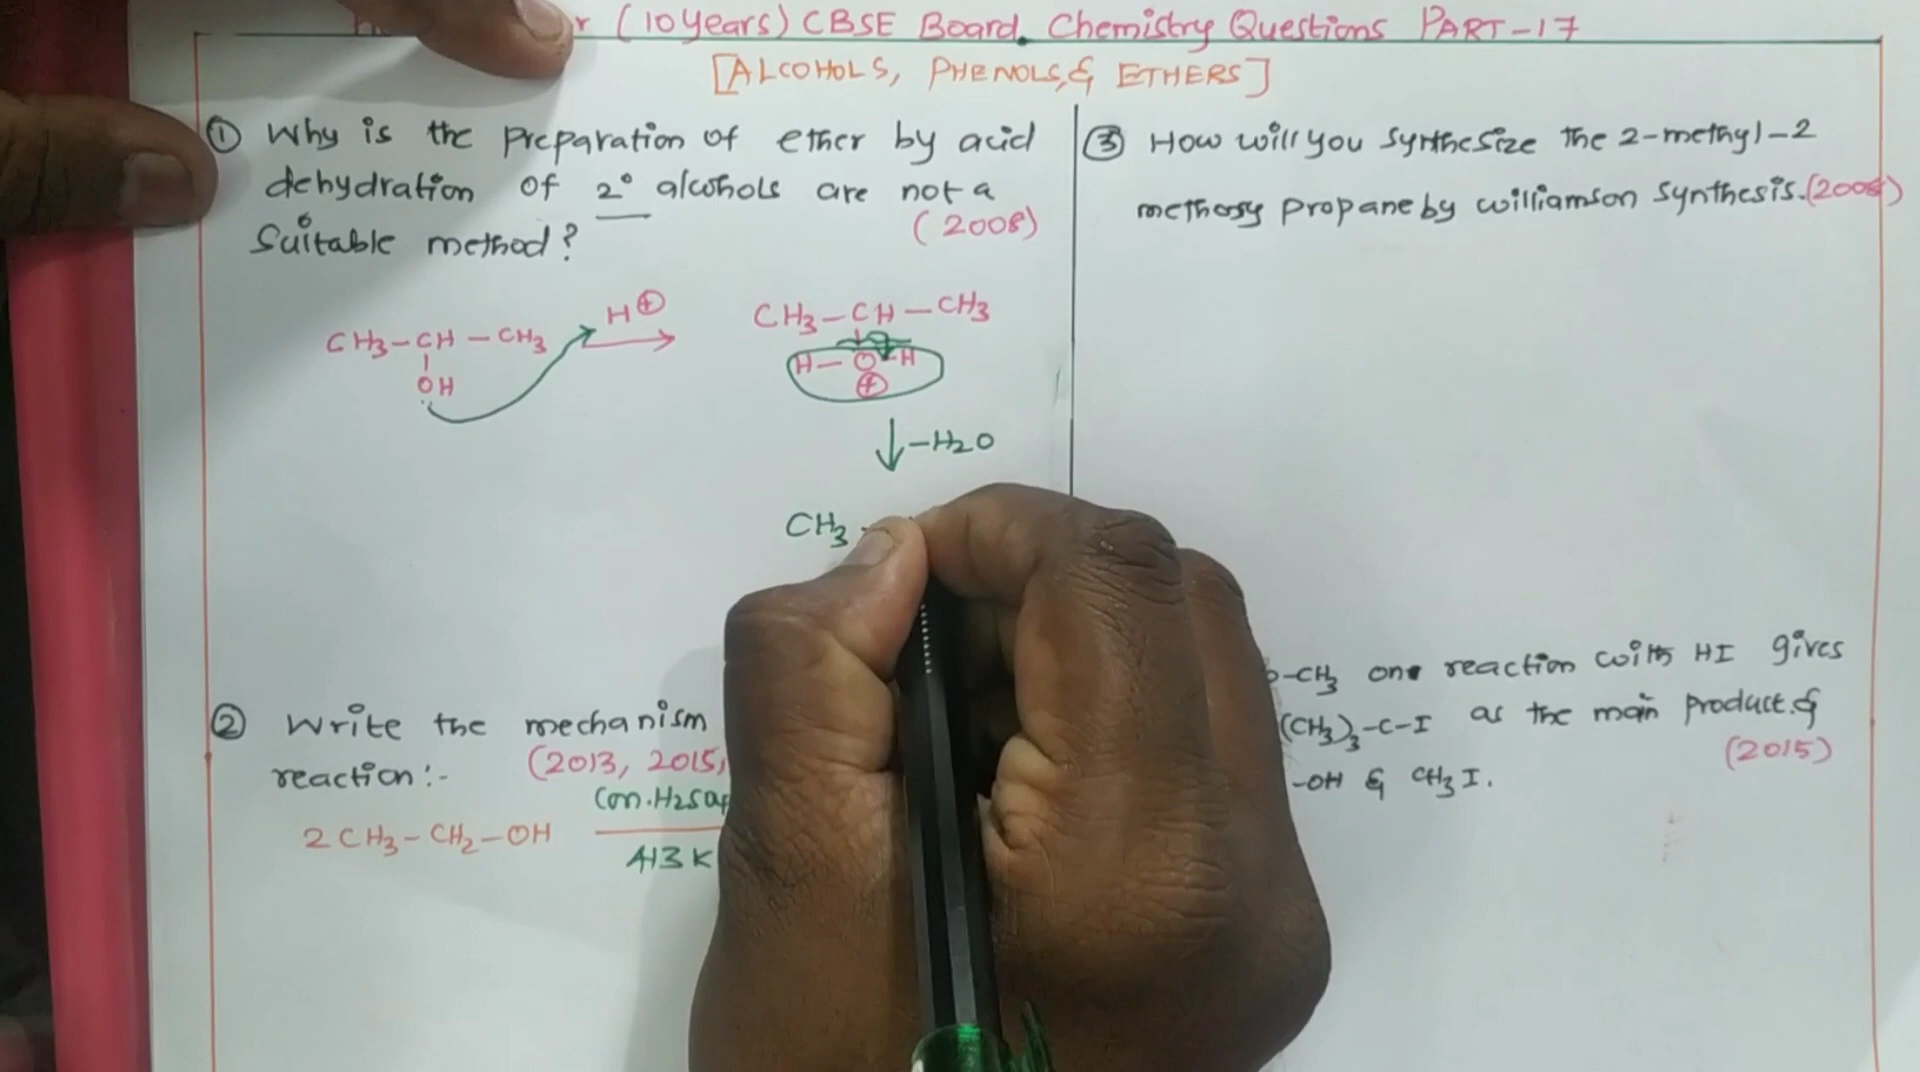 r (10 years) CBSE Board Chemistry Questions PART-17
[ALCOHOLS, PHENOLS, & ETHERS]
① Why is the preparation of ether by acid
dehydration of 2° alcohols are not a
Suitable method? (2008)
CH3-CH-CH3
OH
H⊕
CH3-CH-CH3
H-O-H
⊕
-H2O
CH3
② Write the mechanism
reaction:- (2013, 2015,
2CH3-CH2-OH
413 K
③ How will you synthesize the 2-methyl-2
propane by williamson synthesis.
-CH3 on reaction with HI gives
(CH3)3-C-I as the main product &
(2015)
-OH & CH3I.